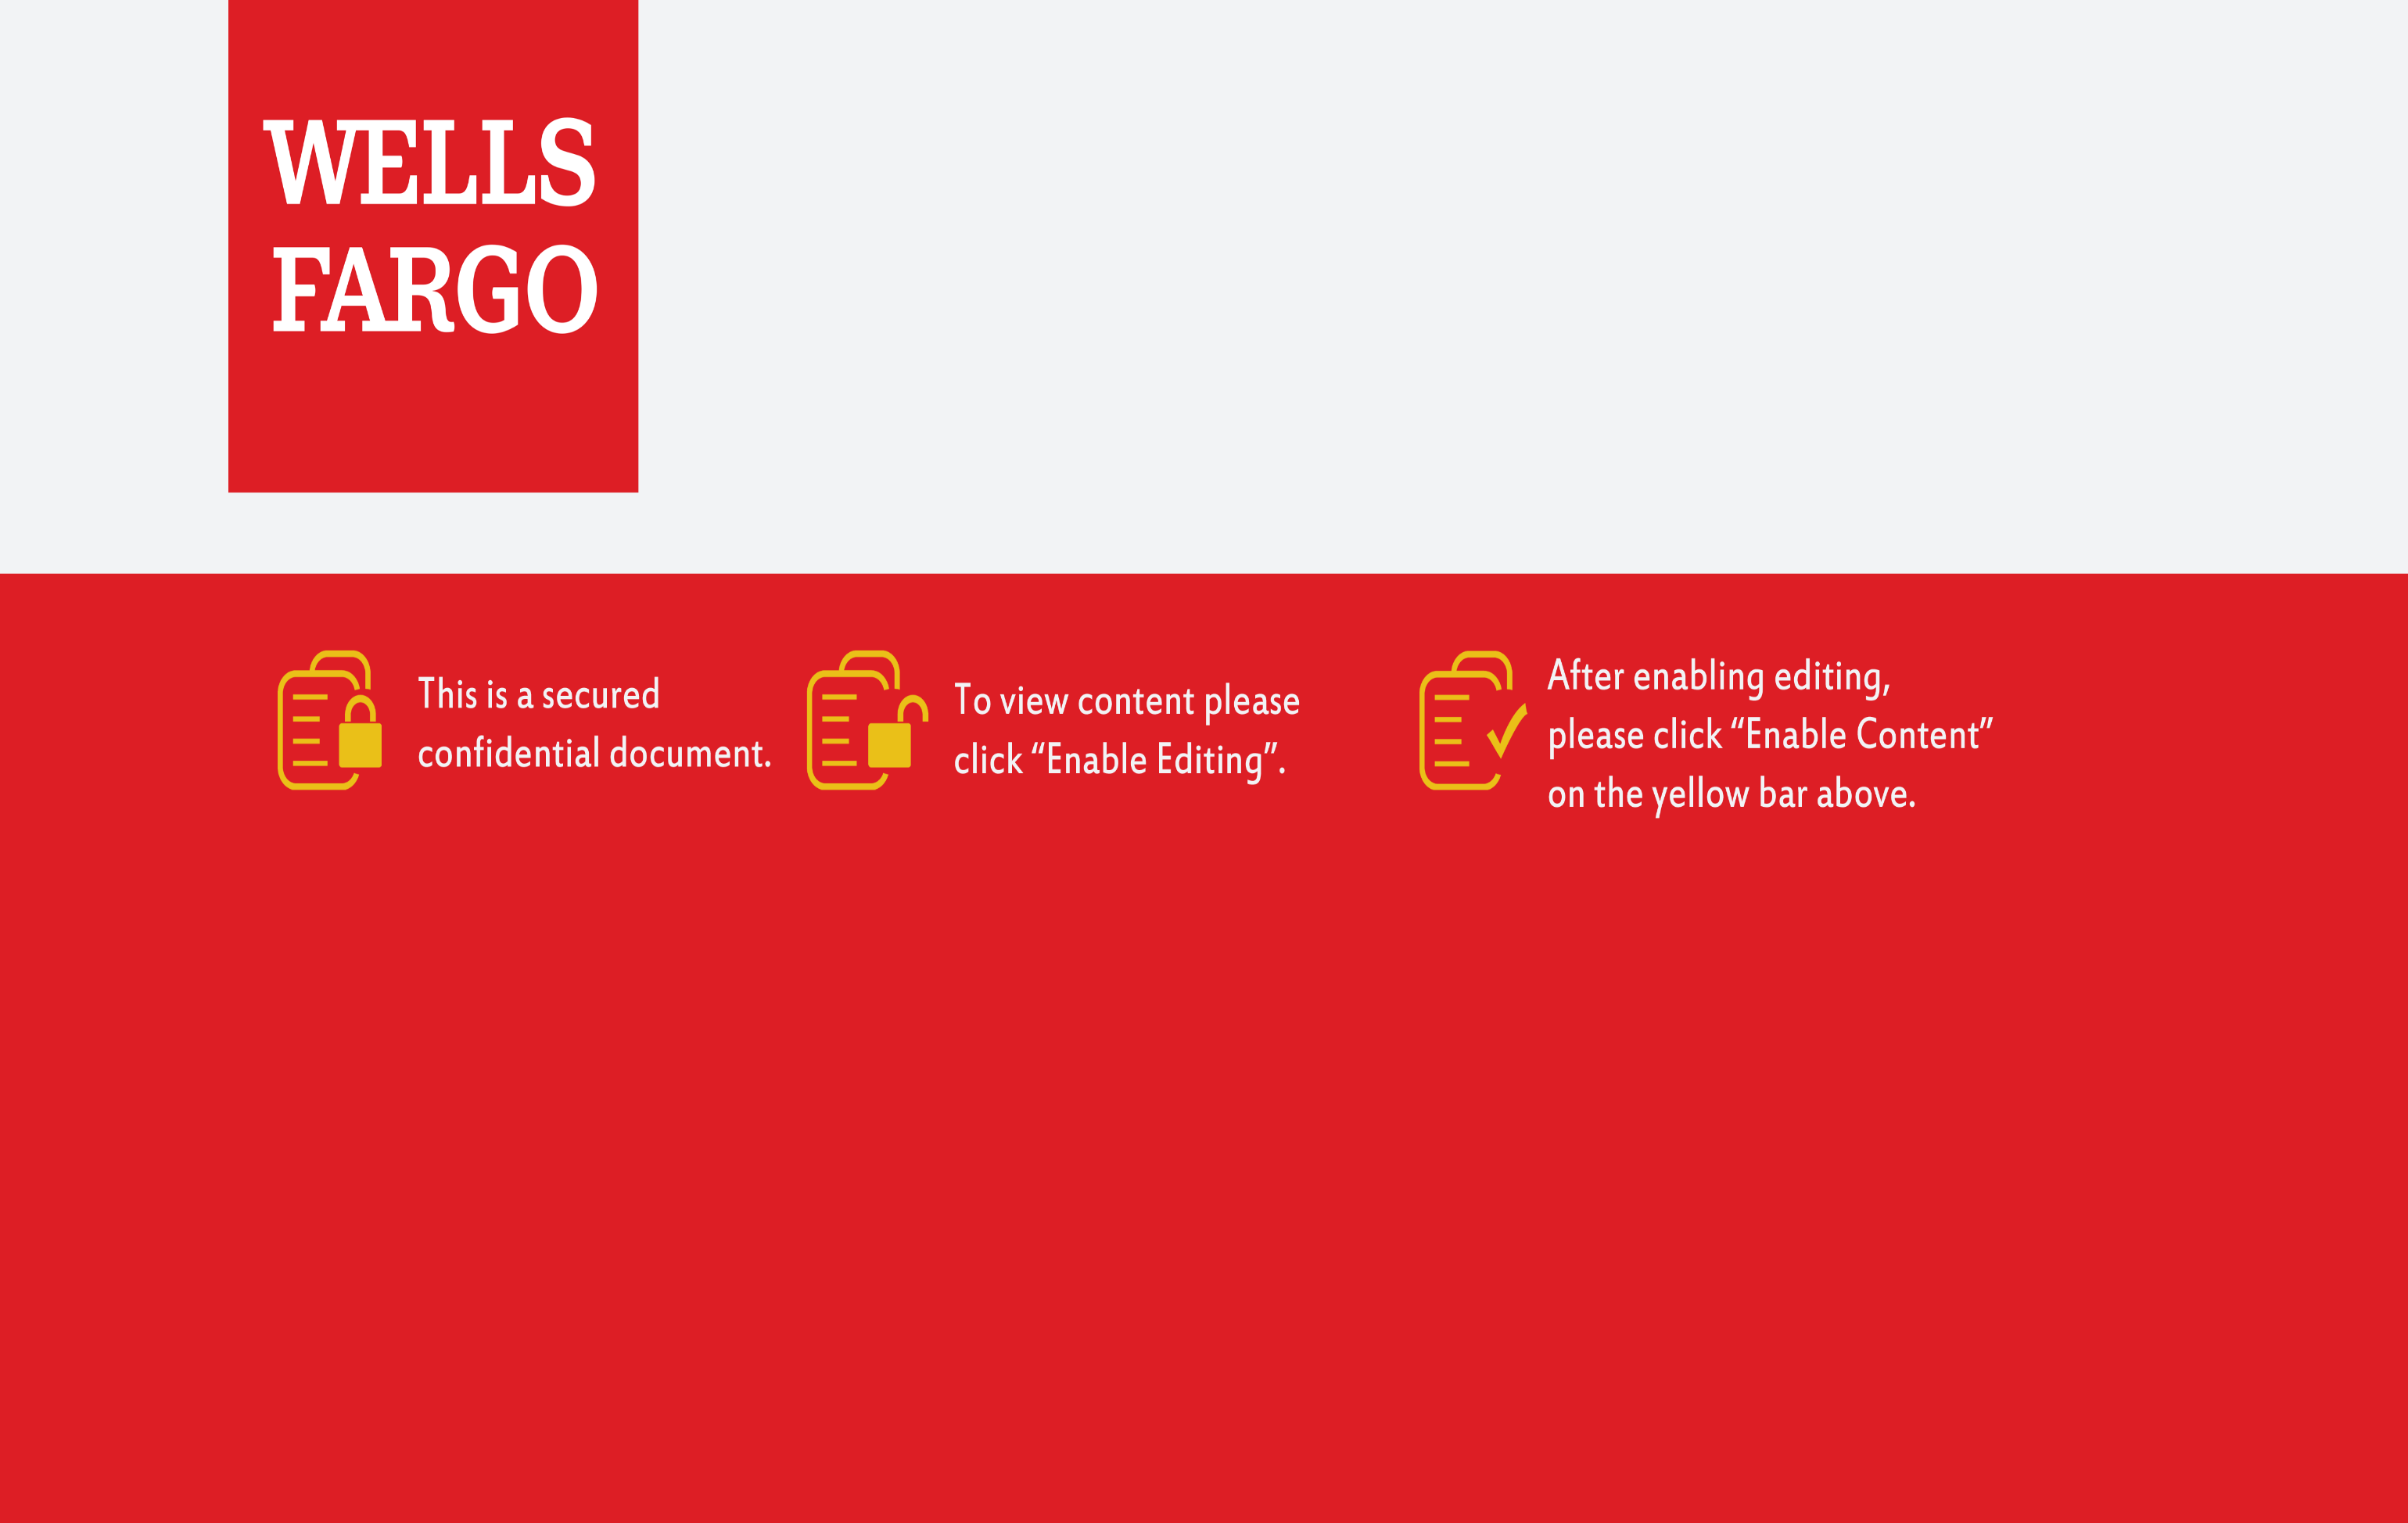 WELLS
FARGO
This is a secured
confidential document.
To view content please
click “Enable Editing”.
After enabling editing,
please click “Enable Content”
on the yellow bar above.